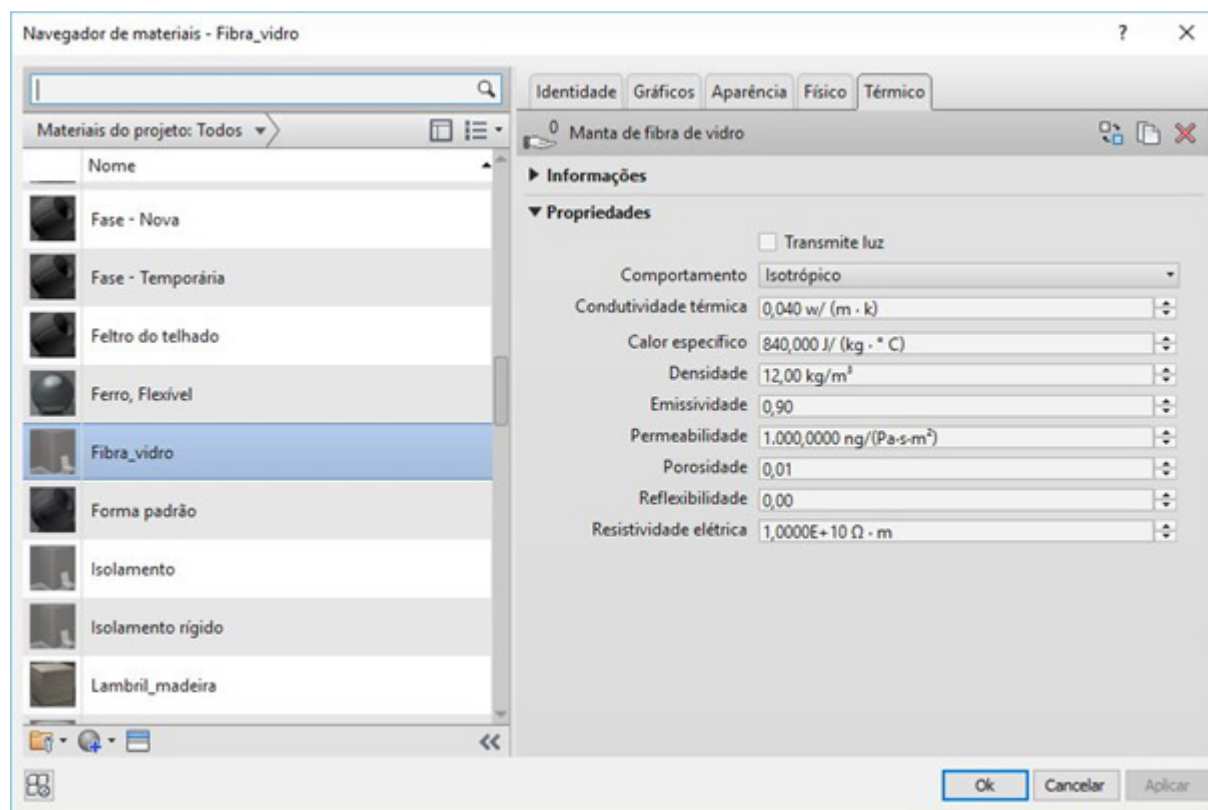 Navegador de materiais - Fibra_vidro
?
Materiais do projeto: Todos
Nome
Fase - Nova
Fase - Temporária
Feltro do telhado
Ferro, Flexível
Fibra_vidro
Forma padrão
Isolamento
Isolamento rígido
Lambril_madeira
Identidade Gráficos Aparência Físico Térmico
0 Manta de fibra de vidro
Informações
Propriedades
Transmite luz
Comportamento Isotrópico
Condutividade térmica 0,040 w/ (m · k)
Calor específico 840,000 J/ (kg · ° C)
Densidade 12,00 kg/m³
Emissividade 0,90
Permeabilidade 1.000,0000 ng/(Pa·s·m²)
Porosidade 0,01
Reflexibilidade 0,00
Resistividade elétrica 1,0000E+10 Ω · m
Ok Cancelar Aplicar